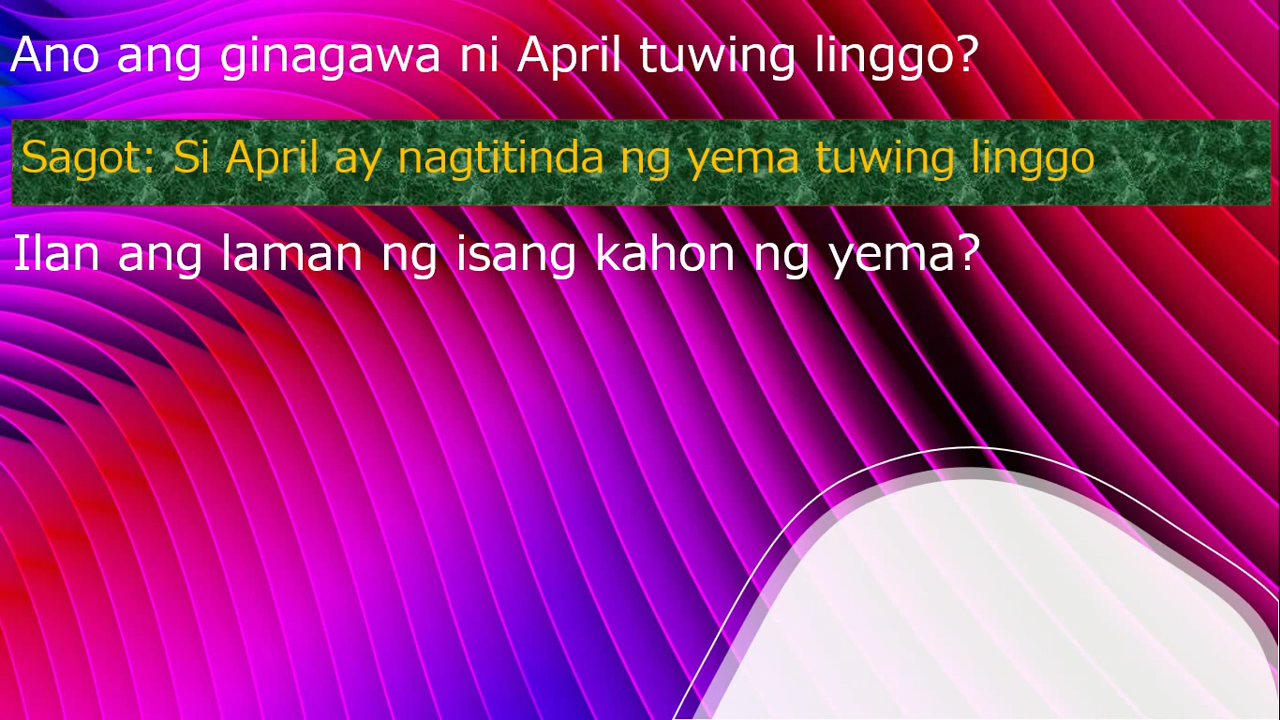 Ano ang ginagawa ni April tuwing linggo?
Sagot: Si April ay nagtitinda ng yema tuwing linggo
Ilan ang laman ng isang kahon ng yema?